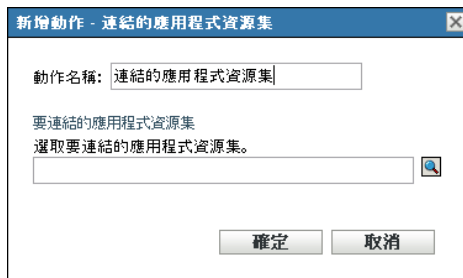 新增動作 - 連結的應用程式資源集
動作名稱: 連結的應用程式資源集
要連結的應用程式資源集
選取要連結的應用程式資源集。
確定 取消